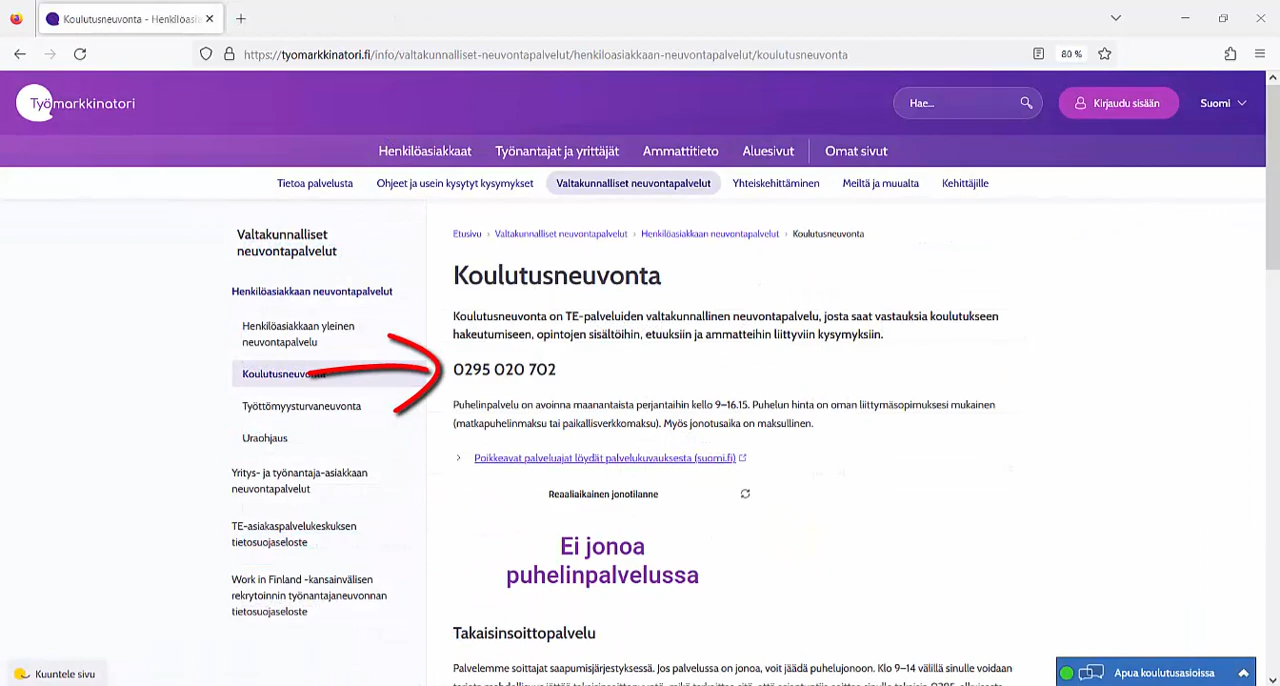 Koulutusneuvonta - Henkilöasia
https://tyomarkkinatori.fi/info/valtakunnalliset-neuvontapalvelut/henkiloasiakkaan-neuvontapalvelut/koulutusneuvonta
80 %
Työmarkkinatori
Hae...
Kirjaudu sisään
Suomi
Henkilöasiakkaat
Työnantajat ja yrittäjät
Ammattitieto
Aluesivut
Omat sivut
Tietoa palvelusta
Ohjeet ja usein kysytyt kysymykset
Valtakunnalliset neuvontapalvelut
Yhteiskehittäminen
Meiltä ja muualta
Kehittäjille
Valtakunnalliset
neuvontapalvelut
Henkilöasiakkaan neuvontapalvelut
Henkilöasiakkaan yleinen
neuvontapalvelu
Koulutusneuvonta
Työttömyysturvaneuvonta
Uraohjaus
Yritys- ja työnantaja-asiakkaan
neuvontapalvelut
TE-asiakaspalvelukeskuksen
tietosuojaseloste
Work in Finland -kansainvälisen
rekrytoinnin työnantajaneuvonnan
tietosuojaseloste
Etusivu › Valtakunnalliset neuvontapalvelut › Henkilöasiakkaan neuvontapalvelut › Koulutusneuvonta
Koulutusneuvonta
Koulutusneuvonta on TE-palveluiden valtakunnallinen neuvontapalvelu, josta saat vastauksia koulutukseen
hakeutumiseen, opintojen sisältöihin, etuuksiin ja ammatteihin liittyviin kysymyksiin.
0295 020 702
Puhelinpalvelu on avoinna maanantaista perjantaihin kello 9–16.15. Puhelun hinta on oman liittymäsopimuksesi mukainen
(matkapuhelinmaksu tai paikallisverkkomaksu). Myös jonotusaika on maksullinen.
Poikkeavat palveluajat löydät palvelukuvauksesta (suomi.fi)
Reaaliaikainen jonotilanne
Ei jonoa
puhelinpalvelussa
Takaisinsoittopalvelu
Palvelemme soittajat saapumisjärjestyksessä. Jos palvelussa on jonoa, voit jäädä puhelujonoon. Klo 9–14 välillä sinulle voidaan
Kuuntele sivu
Apua koulutusasioissa